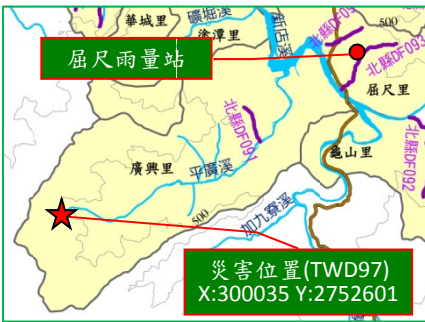 華城里
礦堀溪
塗潭里
新店溪
北縣DF09
500
屈尺雨量站
北縣DF093
屈尺里
北縣DF091
廣興里
平廣溪
龜山里
北縣DF092
500
加九寮溪
災害位置(TWD97)
X:300035 Y:2752601